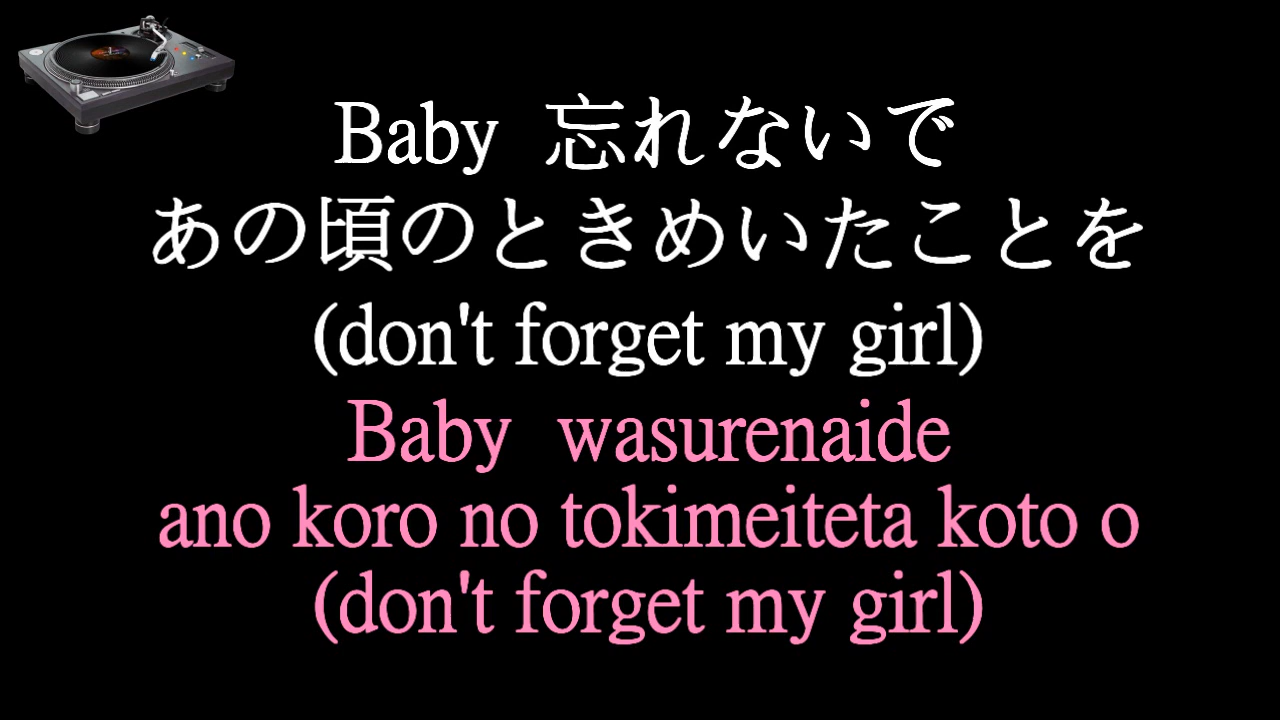 Baby 忘れないで
あの頃のときめいたことを
(don't forget my girl)
Baby wasurenaide
ano koro no tokimeiteta koto o
(don't forget my girl)